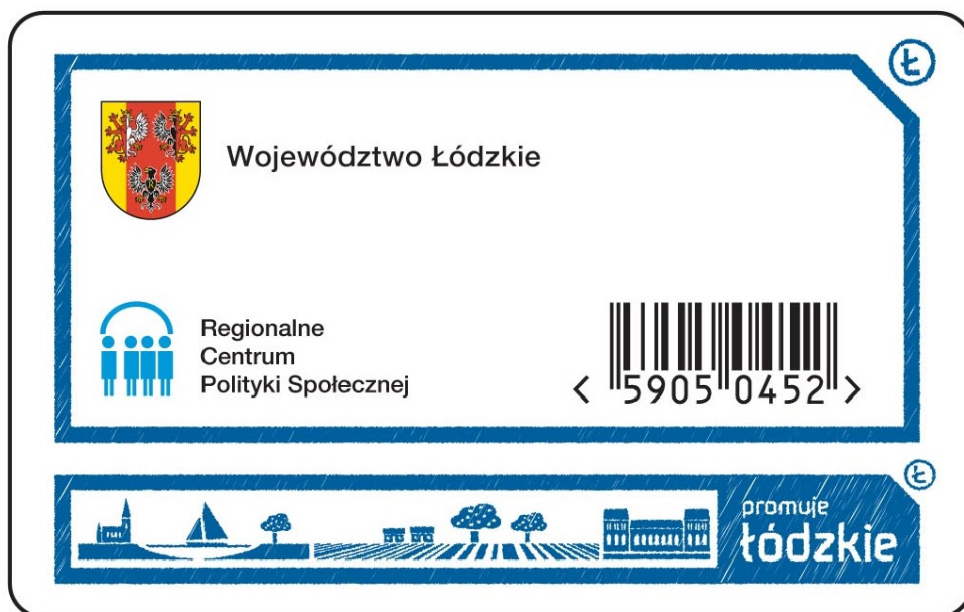 Ł
Województwo Łódzkie
Regionalne
Centrum
Polityki Społecznej
< 5905 0452 >
Ł
promuje
łódzkie